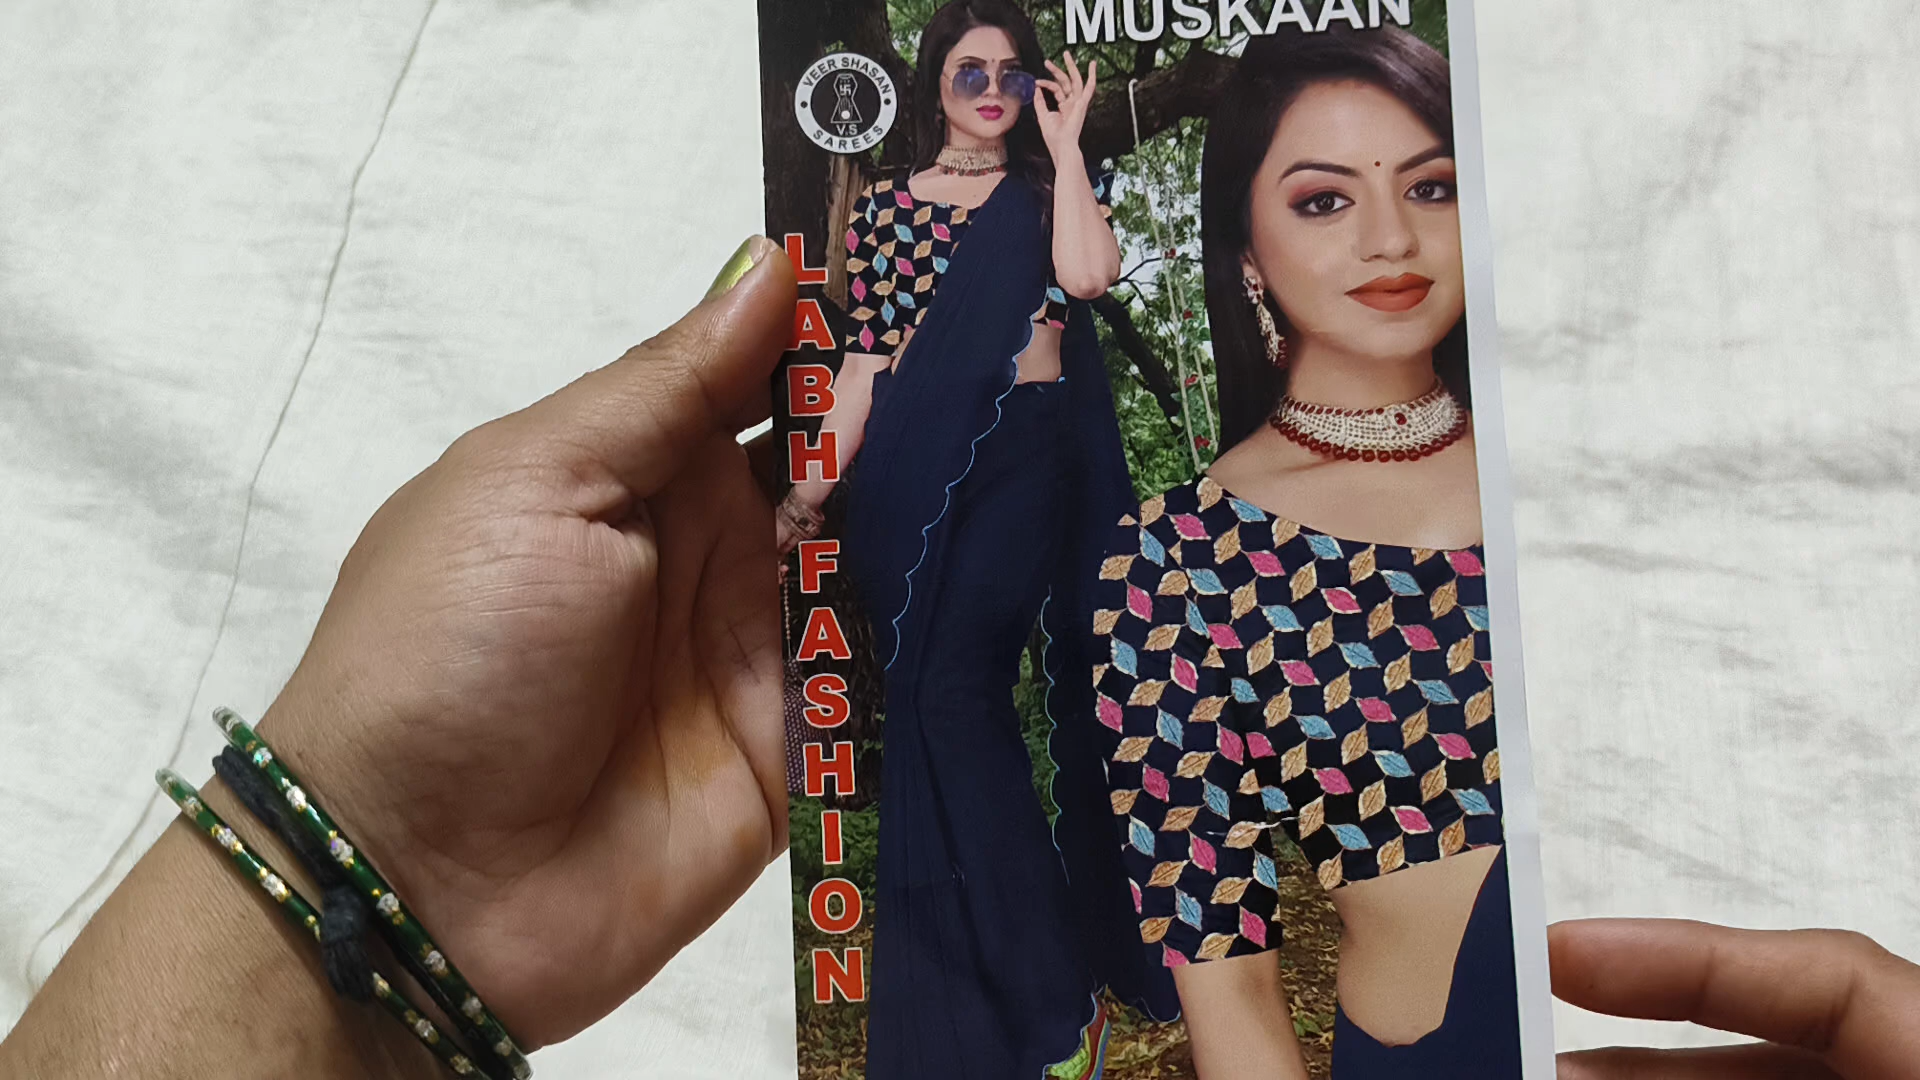 MUSKAAN
VEER SHASAN
V.S
SAREES
LABH FASHION